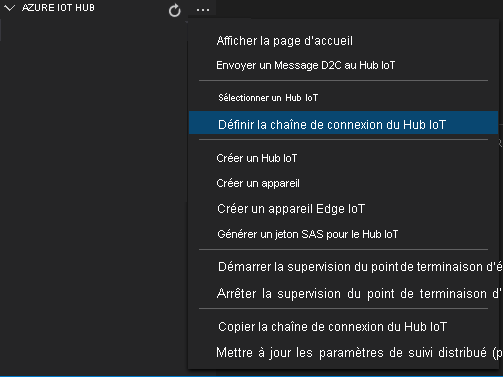 AZURE IOT HUB
Afficher la page d'accueil
Envoyer un Message D2C au Hub IoT
Sélectionner un Hub IoT
Définir la chaîne de connexion du Hub IoT
Créer un Hub IoT
Créer un appareil
Créer un appareil Edge IoT
Générer un jeton SAS pour le Hub IoT
Démarrer la supervision du point de terminaison d'é
Arrêter la supervision du point de terminaison d'
Copier la chaîne de connexion du Hub IoT
Mettre à jour les paramètres de suivi distribué (p